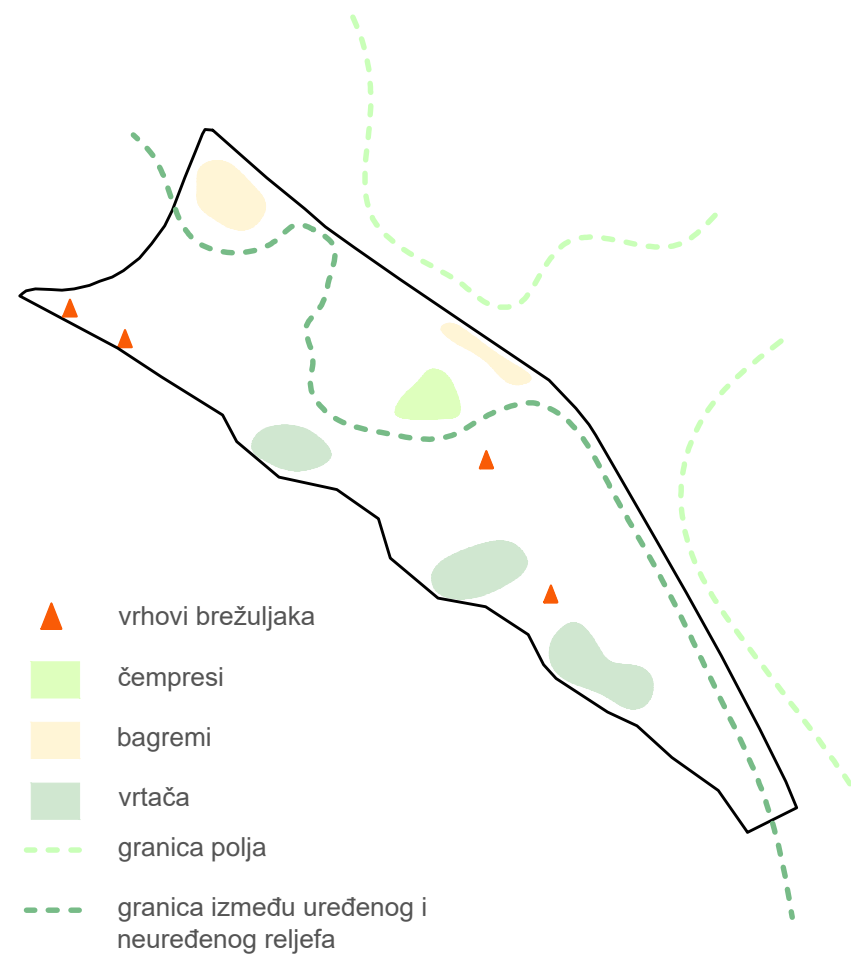 vrhovi brežuljaka
čempresi
bagremi
vrtača
granica polja
granica između uređenog i
neuređenog reljefa